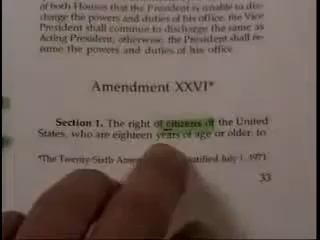 of both Houses that the President is unable to dis-
charge the powers and duties of his office, the Vice
President shall continue to discharge the same as
Acting President; otherwise, the President shall re-
sume the powers and duties of his office.
Amendment XXVI*
Section 1. The right of citizens of the United
States, who are eighteen years of age or older, to
*The Twenty-Sixth Amen ratified July 1, 1971
33